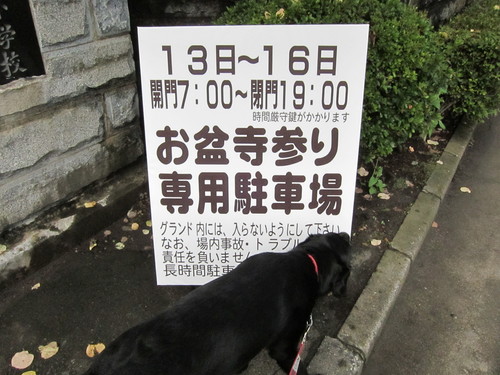 小学校
13日～16日
開門7：00～閉門19：00
時間厳守鍵がかかります
お盆寺参り
専用駐車場
グランド内には、入らないようにして下さい
なお、場内事故・トラブル
責任を負いません
長時間駐車